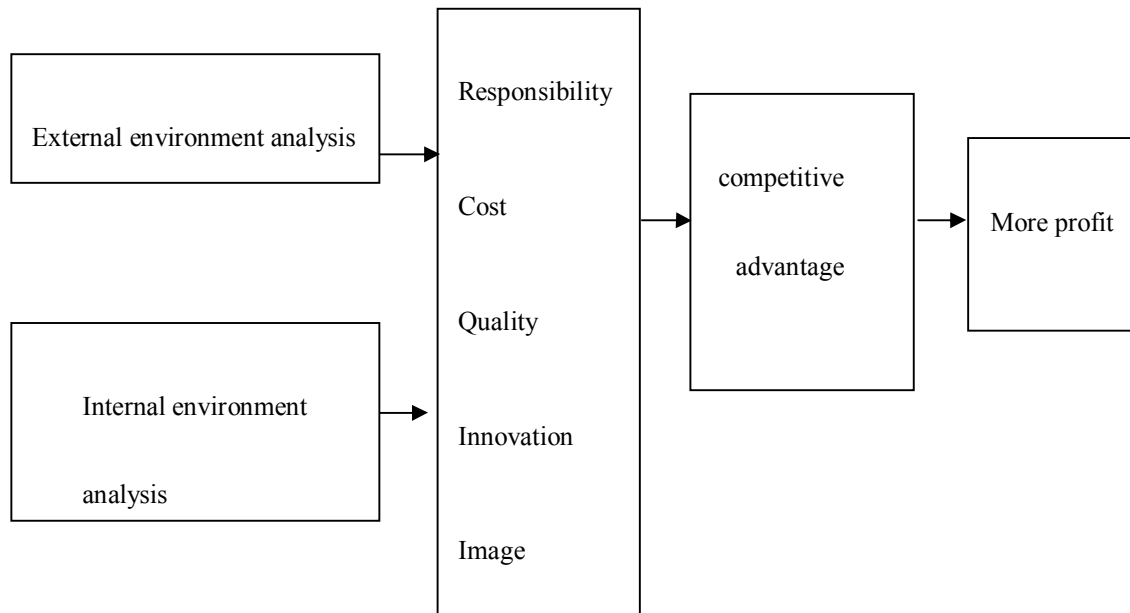 External environment analysis
Internal environment
analysis
Responsibility
Cost
Quality
Innovation
Image
competitive
advantage
More profit